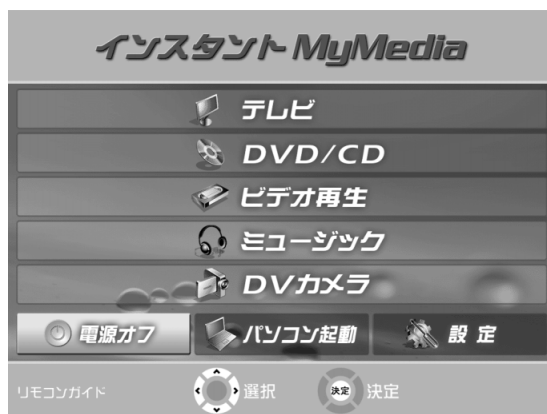 インスタント MyMedia
テレビ
DVD/CD
ビデオ再生
ミュージック
DVカメラ
電源オフ パソコン起動 設定
リモコンガイド 選択 決定 決定